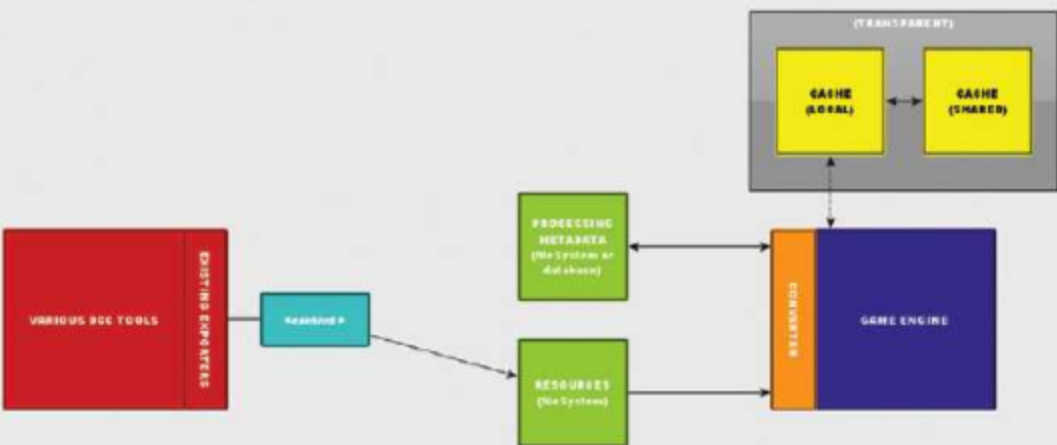 (TRANSPARENT)
CACHE
(LOCAL)
CACHE
(SHARED)
PROCESSING
METADATA
(file System or
database)
EXISTING EXPORTERS
VARIOUS DCC TOOLS
CONVERTER
GAME ENGINE
RESOURCES
(file System)